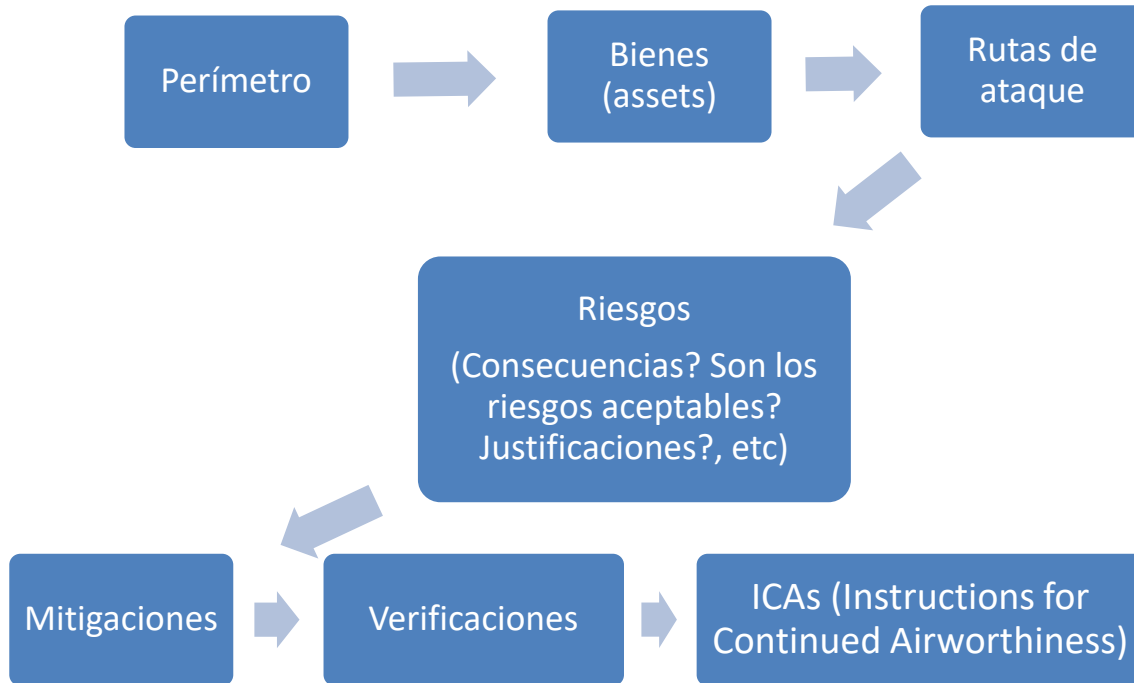 Perímetro
Bienes
(assets)
Rutas de
ataque
Riesgos
(Consecuencias? Son los
riesgos aceptables?
Justificaciones?, etc)
Mitigaciones
Verificaciones
ICAs (Instructions for
Continued Airworthiness)